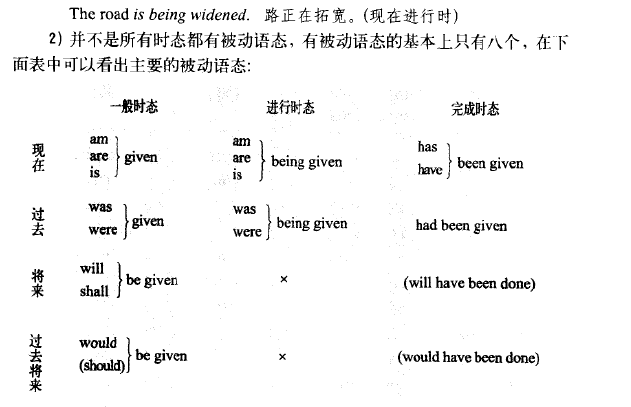 The road is being widened. 路正在拓宽。(现在进行时)
2) 并不是所有时态都有被动语态，有被动语态的基本上只有八个，在下
面表中可以看出主要的被动语态:
一般时态 进行时态 完成时态
现在 am are is } given am are is } being given has have } been given
过去 was were } given was were } being given had been given
将来 will shall } be given × (will have been done)
过去将来 would (should) } be given × (would have been done)